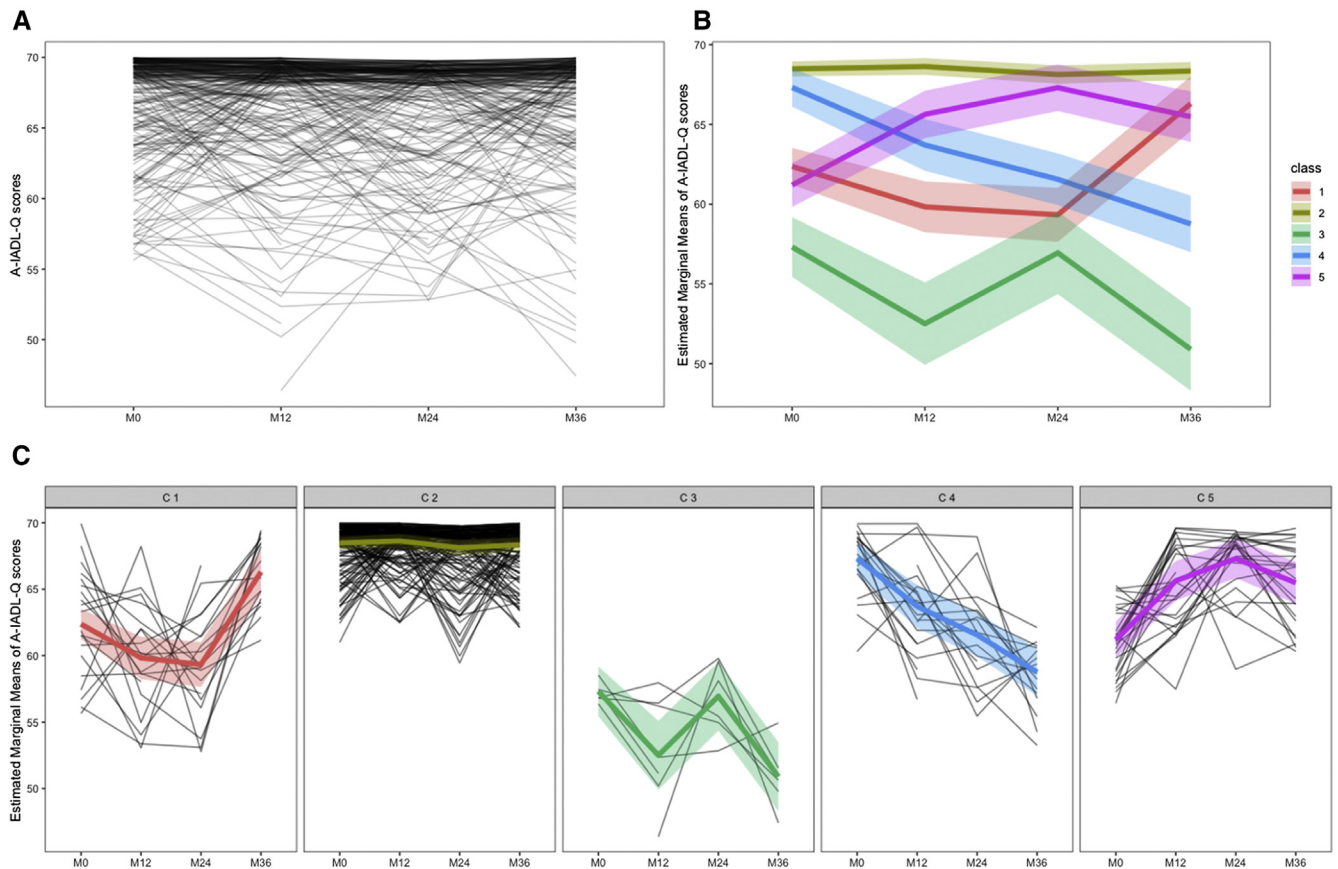 A
A-IADL-Q scores
70
65
60
55
50
M0 M12 M24 M36
B
Estimated Marginal Means of A-IADL-Q scores
70
65
60
55
50
M0 M12 M24 M36
class
1
2
3
4
5
C
Estimated Marginal Means of A-IADL-Q scores
C 1 C 2 C 3 C 4 C 5
70
65
60
55
50
M0 M12 M24 M36 M0 M12 M24 M36 M0 M12 M24 M36 M0 M12 M24 M36 M0 M12 M24 M36